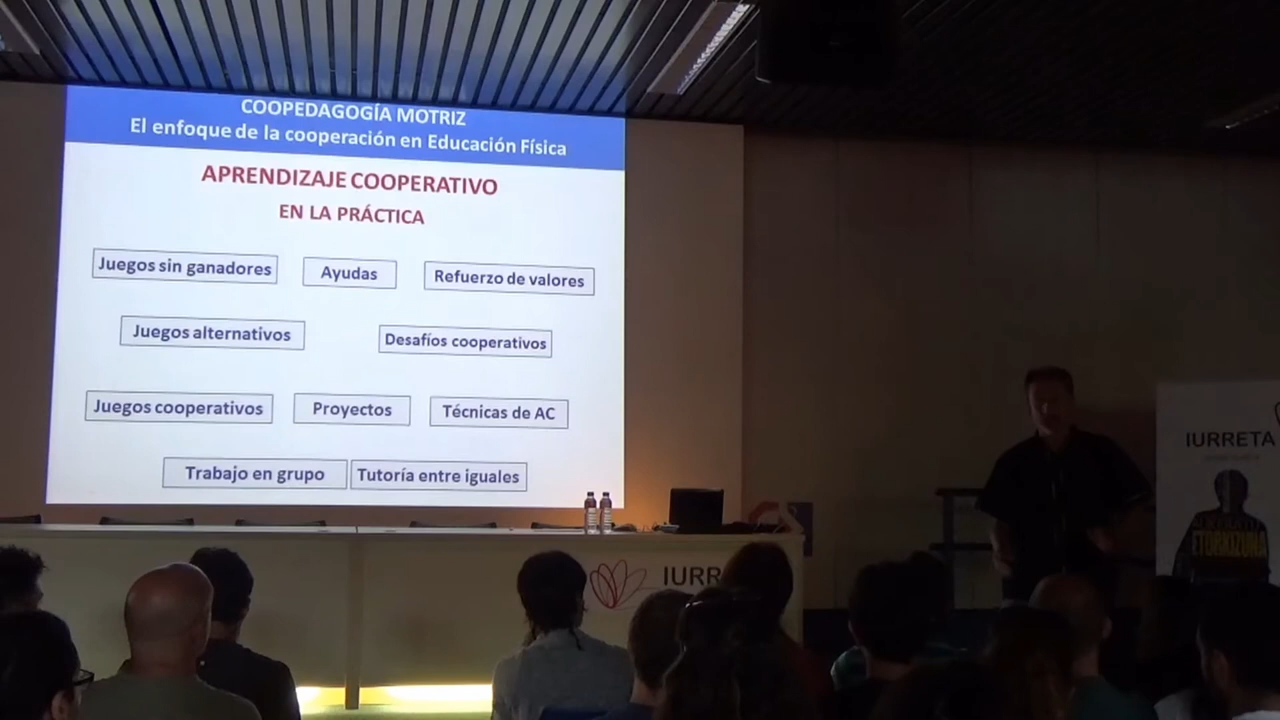 COOPEDAGOGÍA MOTRIZ
El enfoque de la cooperación en Educación Física
APRENDIZAJE COOPERATIVO
EN LA PRÁCTICA
Juegos sin ganadores
Ayudas
Refuerzo de valores
Juegos alternativos
Desafíos cooperativos
Juegos cooperativos
Proyectos
Técnicas de AC
Trabajo en grupo
Tutoría entre iguales
IURR
IURRETA